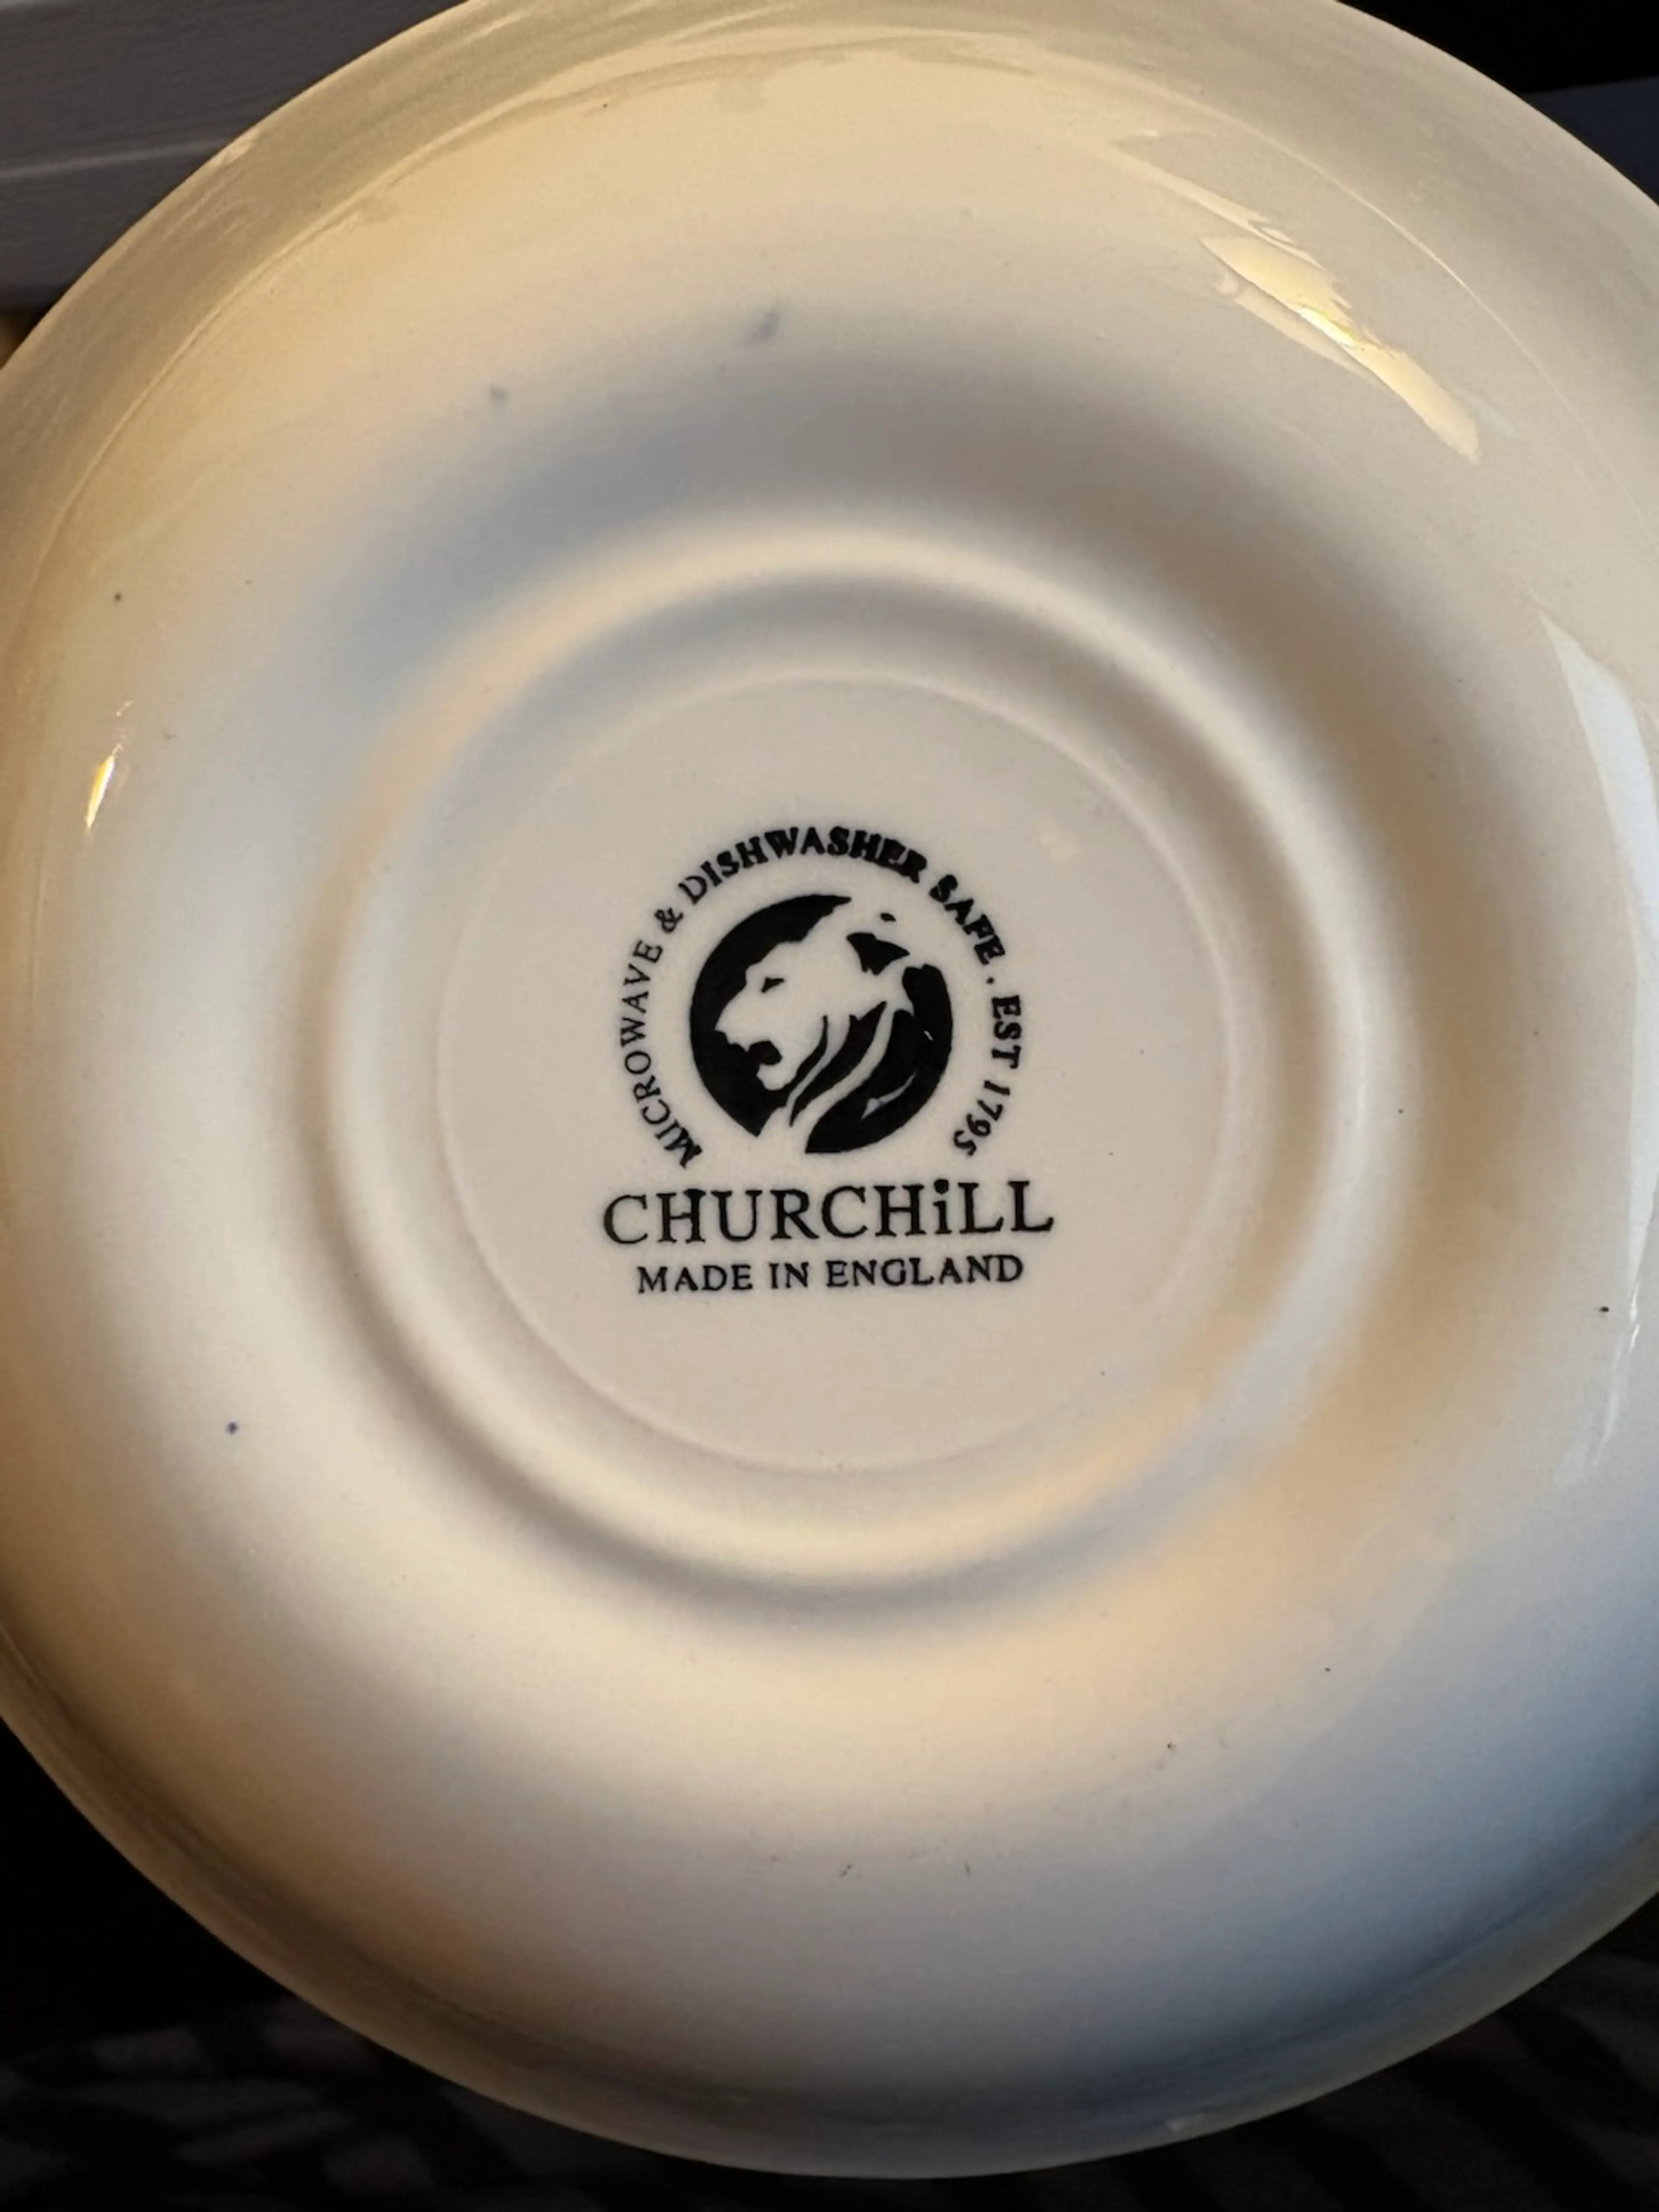 MICROWAVE & DISHWASHER SAFE . EST 1795
CHURCHiLL
MADE IN ENGLAND